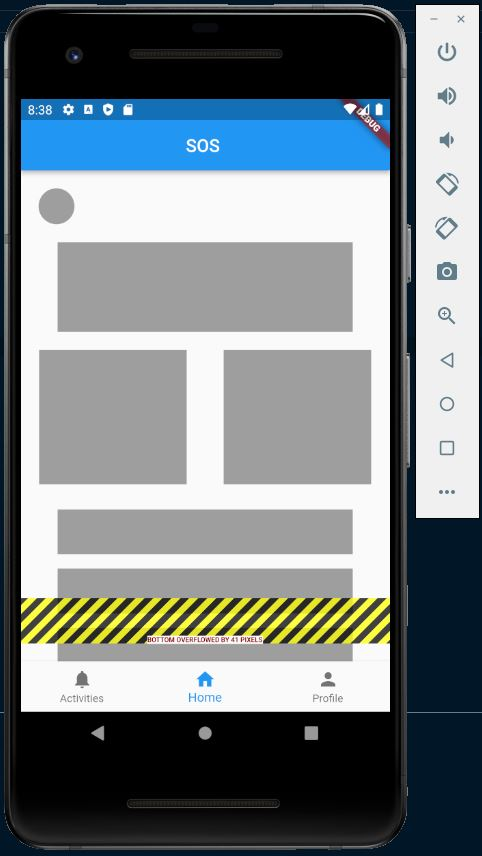 8:38
DEBUG
SOS
BOTTOM OVERFLOWED BY 41 PIXELS
Activities
Home
Profile